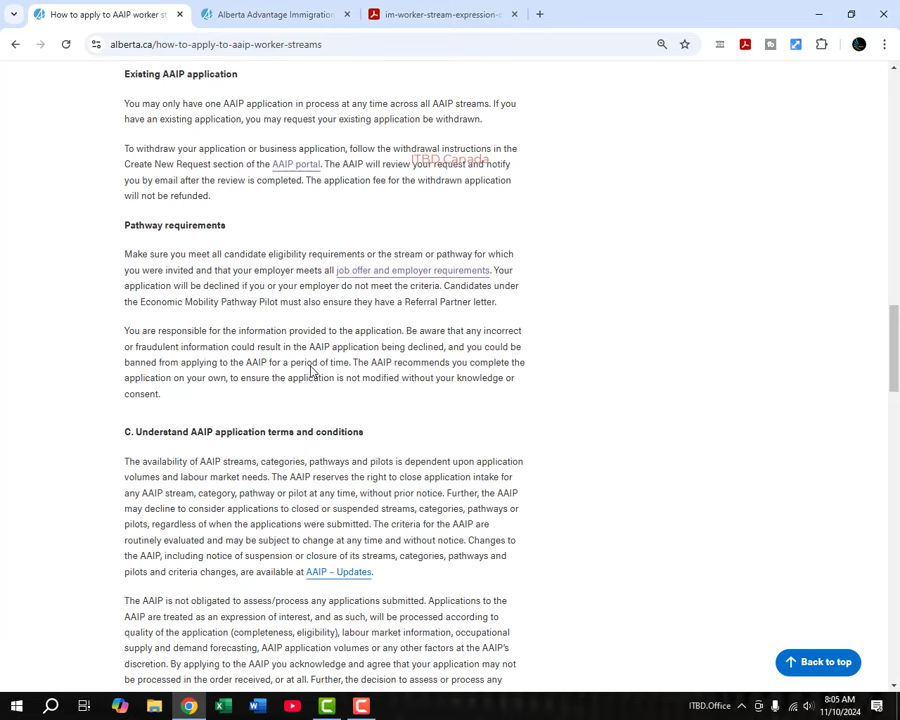 How to apply to AAIP worker st
Alberta Advantage Immigration
im-worker-stream-expression-c
alberta.ca/how-to-apply-to-aaip-worker-streams
Existing AAIP application
You may only have one AAIP application in process at any time across all AAIP streams. If you
have an existing application, you may request your existing application be withdrawn.
To withdraw your application or business application, follow the withdrawal instructions in the
ITBD Canada
Create New Request section of the AAIP portal. The AAIP will review your request and notify
you by email after the review is completed. The application fee for the withdrawn application
will not be refunded.
Pathway requirements
Make sure you meet all candidate eligibility requirements or the stream or pathway for which
you were invited and that your employer meets all job offer and employer requirements. Your
application will be declined if you or your employer do not meet the criteria. Candidates under
the Economic Mobility Pathway Pilot must also ensure they have a Referral Partner letter.
You are responsible for the information provided to the application. Be aware that any incorrect
or fraudulent information could result in the AAIP application being declined, and you could be
banned from applying to the AAIP for a period of time. The AAIP recommends you complete the
application on your own, to ensure the application is not modified without your knowledge or
consent.
C. Understand AAIP application terms and conditions
The availability of AAIP streams, categories, pathways and pilots is dependent upon application
volumes and labour market needs. The AAIP reserves the right to close application intake for
any AAIP stream, category, pathway or pilot at any time, without prior notice. Further, the AAIP
may decline to consider applications to closed or suspended streams, categories, pathways or
pilots, regardless of when the applications were submitted. The criteria for the AAIP are
routinely evaluated and may be subject to change at any time and without notice. Changes to
the AAIP, including notice of suspension or closure of its streams, categories, pathways and
pilots and criteria changes, are available at AAIP – Updates.
The AAIP is not obligated to assess/process any applications submitted. Applications to the
AAIP are treated as an expression of interest, and as such, will be processed according to
quality of the application (completeness, eligibility), labour market information, occupational
supply and demand forecasting, AAIP application volumes or any other factors at the AAIP's
discretion. By applying to the AAIP you acknowledge and agree that your application may not
be processed in the order received, or at all. Further, the decision to assess or process any
Back to top
ITBD.Office
8:05 AM
11/10/2024